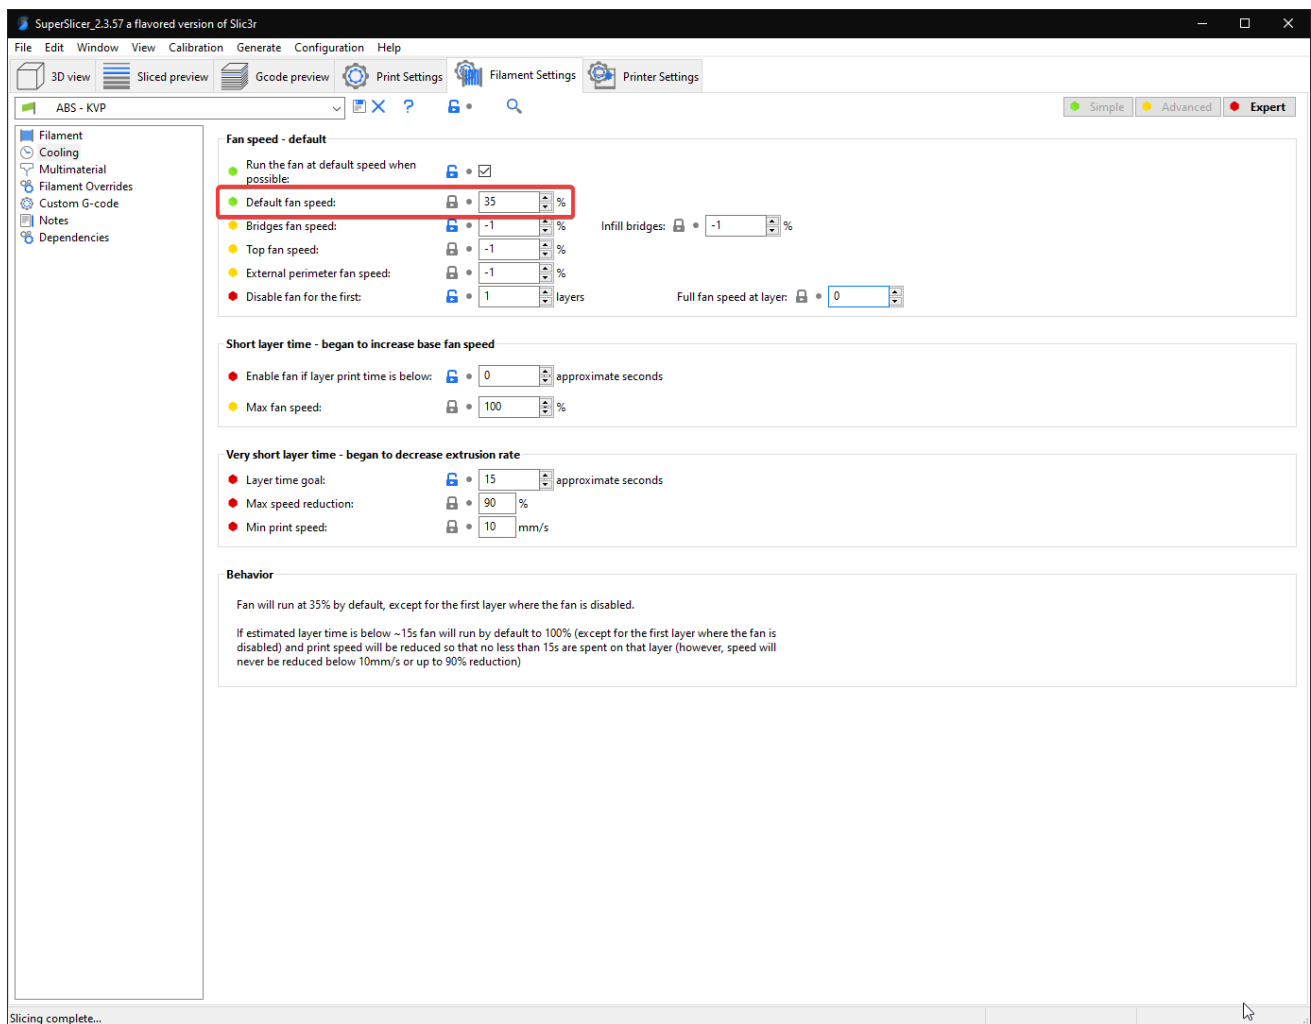 SuperSlicer_2.3.57 a flavored version of Slic3r
File Edit Window View Calibration Generate Configuration Help
3D view Sliced preview Gcode preview Print Settings Filament Settings Printer Settings
ABS - KVP ? Simple Advanced Expert
Filament
Cooling
Multimaterial
Filament Overrides
Custom G-code
Notes
Dependencies
Fan speed - default
Run the fan at default speed when
possible:
Default fan speed: 35 %
Bridges fan speed: -1 % Infill bridges: -1 %
Top fan speed: -1 %
External perimeter fan speed: -1 %
Disable fan for the first: 1 layers Full fan speed at layer: 0
Short layer time - began to increase base fan speed
Enable fan if layer print time is below: 0 approximate seconds
Max fan speed: 100 %
Very short layer time - began to decrease extrusion rate
Layer time goal: 15 approximate seconds
Max speed reduction: 90 %
Min print speed: 10 mm/s
Behavior
Fan will run at 35% by default, except for the first layer where the fan is disabled.
If estimated layer time is below ~15s fan will run by default to 100% (except for the first layer where the fan is
disabled) and print speed will be reduced so that no less than 15s are spent on that layer (however, speed will
never be reduced below 10mm/s or up to 90% reduction)
Slicing complete...